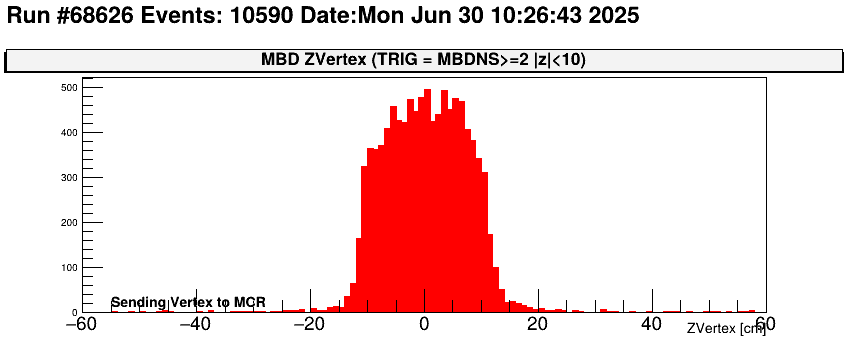 Run #68626 Events: 10590 Date:Mon Jun 30 10:26:43 2025
MBD ZVertex (TRIG = MBDNS>=2 |z|<10)
500
400
300
200
100
0
Sending Vertex to MCR
−60 −40 −20 0 20 40 60
ZVertex [cm]